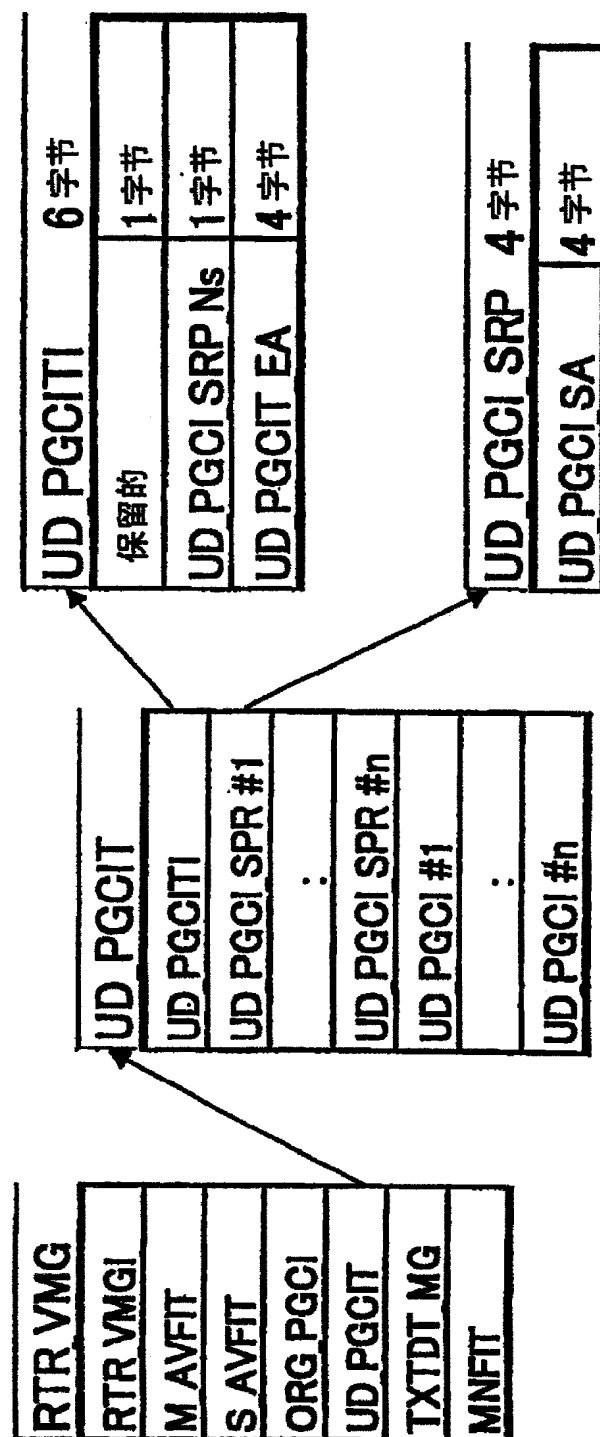 RTR VMG
RTR VMGI
M AVFIT
S AVFIT
ORG PGCI
UD PGCIT
TXTDT MG
MNFIT
UD PGCIT
UD PGCITI
UD PGCI SPR #1
:
UD PGCI SPR #n
UD PGCI #1
:
UD PGCI #n
UD PGCITI 6 字节
保留的 1 字节
UD PGCI SRP Ns 1 字节
UD PGCIT EA 4 字节
UD PGCI SRP 4 字节
UD PGCI SA 4 字节